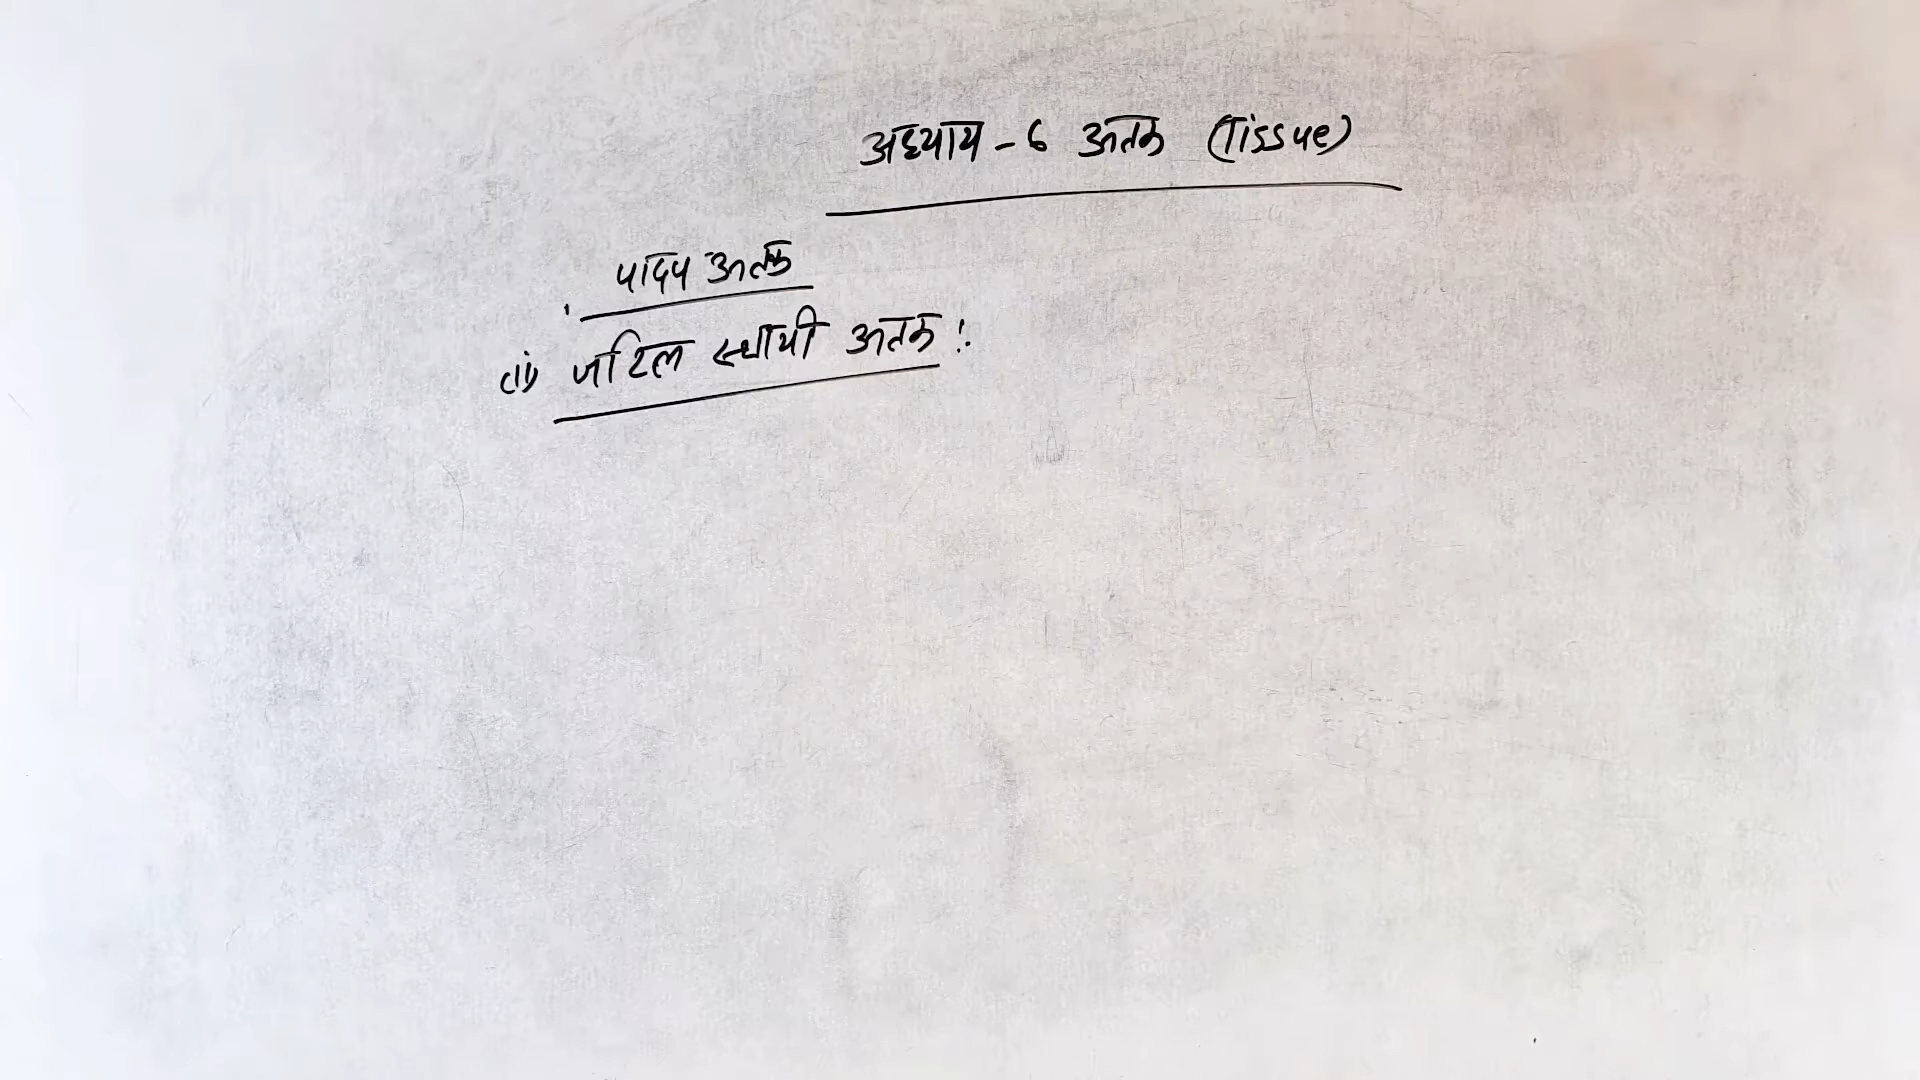 अध्याय - 6 ऊतक (Tissue)
पादप ऊतक
(ii) जटिल स्थायी ऊतक :